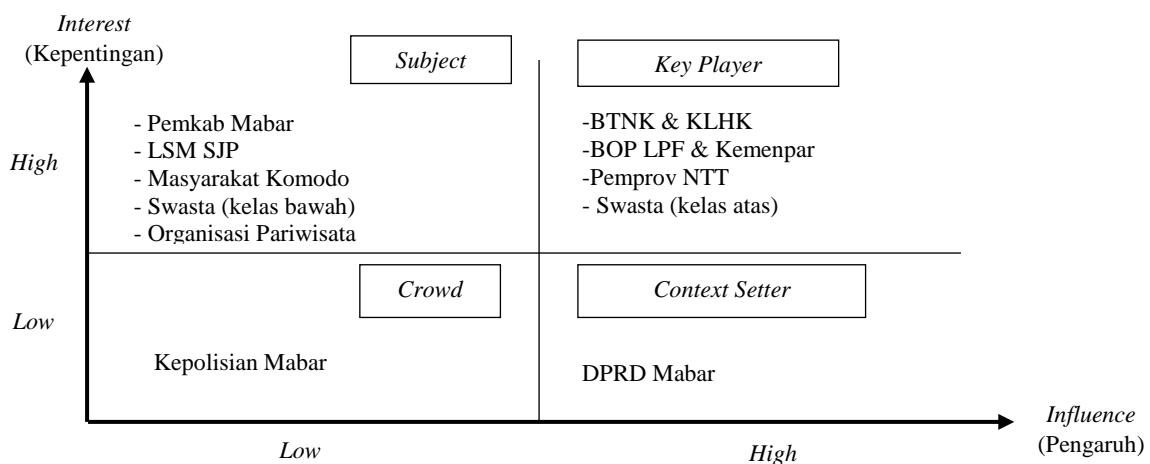 Interest
(Kepentingan)
Subject
Key Player
High
- Pemkab Mabar
- LSM SJP
- Masyarakat Komodo
- Swasta (kelas bawah)
- Organisasi Pariwisata
-BTNK & KLHK
-BOP LPF & Kemenpar
-Pemprov NTT
- Swasta (kelas atas)
Crowd
Context Setter
Low
Kepolisian Mabar
DPRD Mabar
Influence
(Pengaruh)
Low
High